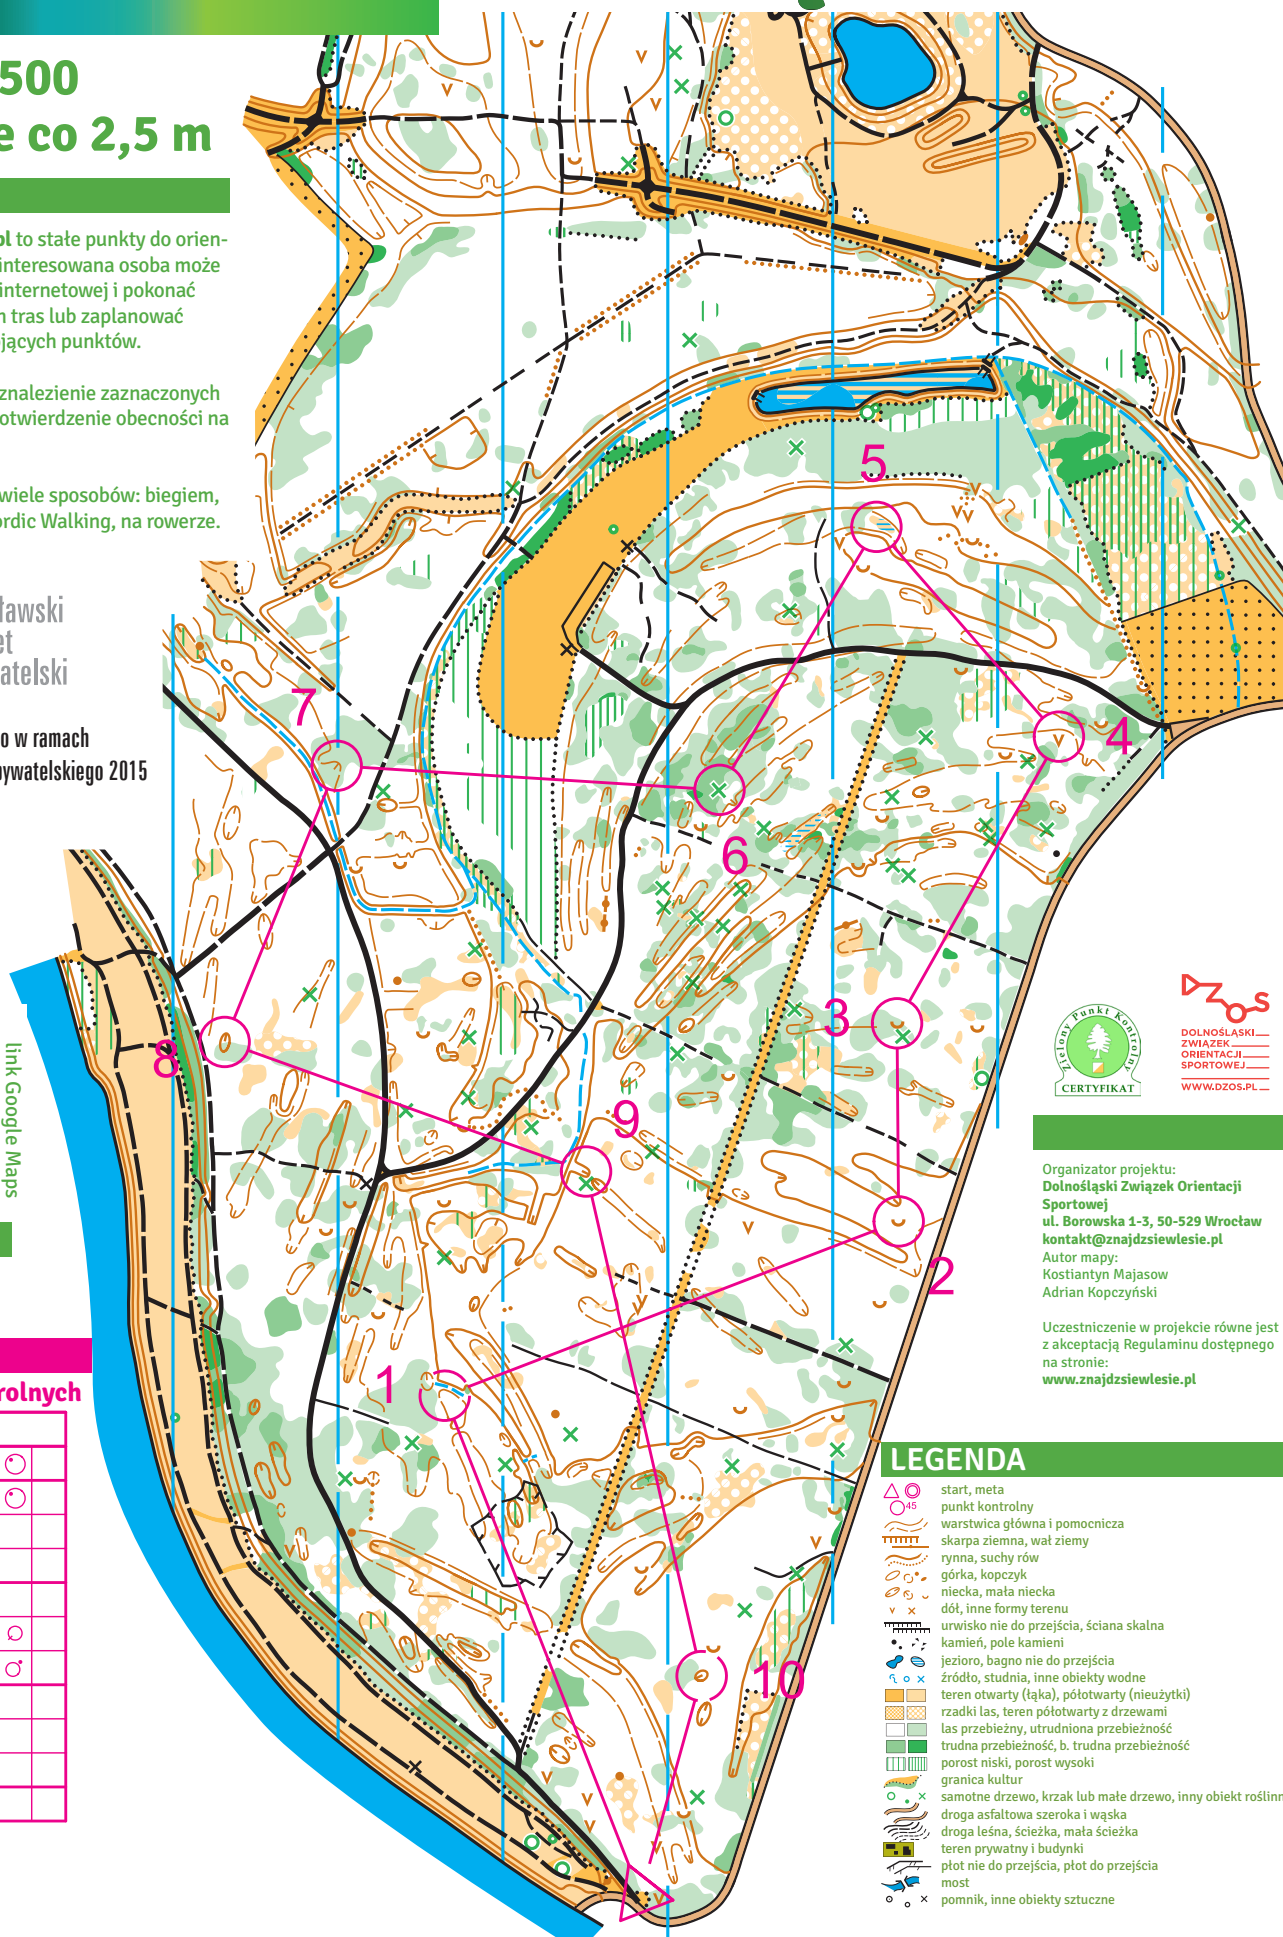 500
e co 2,5 m
pl to stałe punkty do orien-
interesowana osoba może
internetowej i pokonać
n tras lub zaplanować
jących punktów.
znalezienie zaznaczonych
otwierdzenie obecności na
wiele sposobów: biegiem,
ordic Walking, na rowerze.
ławski
et
atelski
o w ramach
bywatelskiego 2015
link Google Maps
rolnych
5
7
4
6
3
8
9
2
1
10
Zielony Punkt Kontrolny
CERTYFIKAT
DZOS
DOLNOŚLĄSKI
ZWIĄZEK
ORIENTACJI
SPORTOWEJ
WWW.DZOS.PL
Organizator projektu:
Dolnośląski Związek Orientacji
Sportowej
ul. Borowska 1-3, 50-529 Wrocław
kontakt@znajdzsiewlesie.pl
Autor mapy:
Kostiantyn Majasow
Adrian Kopczyński
Uczestniczenie w projekcie równe jest
z akceptacją Regulaminu dostępnego
na stronie:
www.znajdzsiewlesie.pl
LEGENDA
start, meta
45 punkt kontrolny
warstwica główna i pomocnicza
skarpa ziemna, wał ziemy
rynna, suchy rów
górka, kopczyk
niecka, mała niecka
dół, inne formy terenu
urwisko nie do przejścia, ściana skalna
kamień, pole kamieni
jezioro, bagno nie do przejścia
źródło, studnia, inne obiekty wodne
teren otwarty (łąka), półotwarty (nieużytki)
rzadki las, teren półotwarty z drzewami
las przebieżny, utrudniona przebieżność
trudna przebieżność, b. trudna przebieżność
porost niski, porost wysoki
granica kultur
samotne drzewo, krzak lub małe drzewo, inny obiekt roślinn
droga asfaltowa szeroka i wąska
droga leśna, ścieżka, mała ścieżka
teren prywatny i budynki
płot nie do przejścia, płot do przejścia
most
pomnik, inne obiekty sztuczne